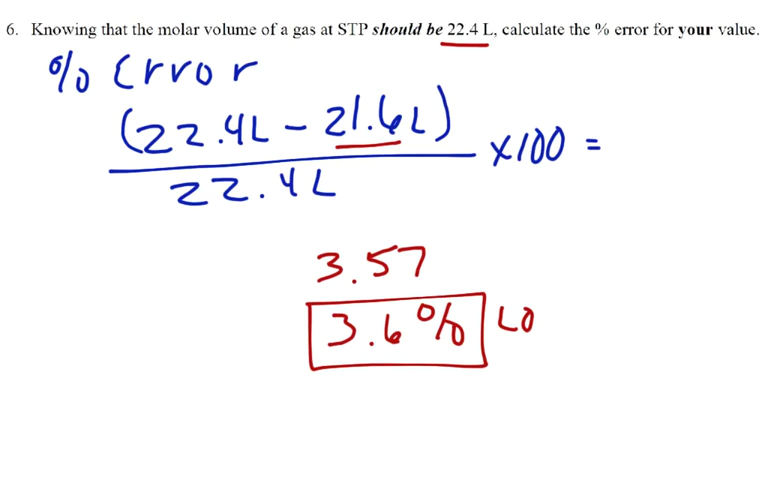 6. Knowing that the molar volume of a gas at STP should be 22.4 L, calculate the % error for your value.
% Error
(22.4L - 21.6L)
22.4L
x100 =
3.57
3.6% LO